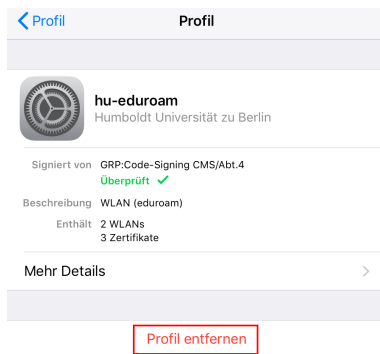 Profil Profil
hu-eduroam
Humboldt Universität zu Berlin
Signiert von GRP:Code-Signing CMS/Abt.4
Überprüft ✓
Beschreibung WLAN (eduroam)
Enthält 2 WLANs
3 Zertifikate
Mehr Details
Profil entfernen